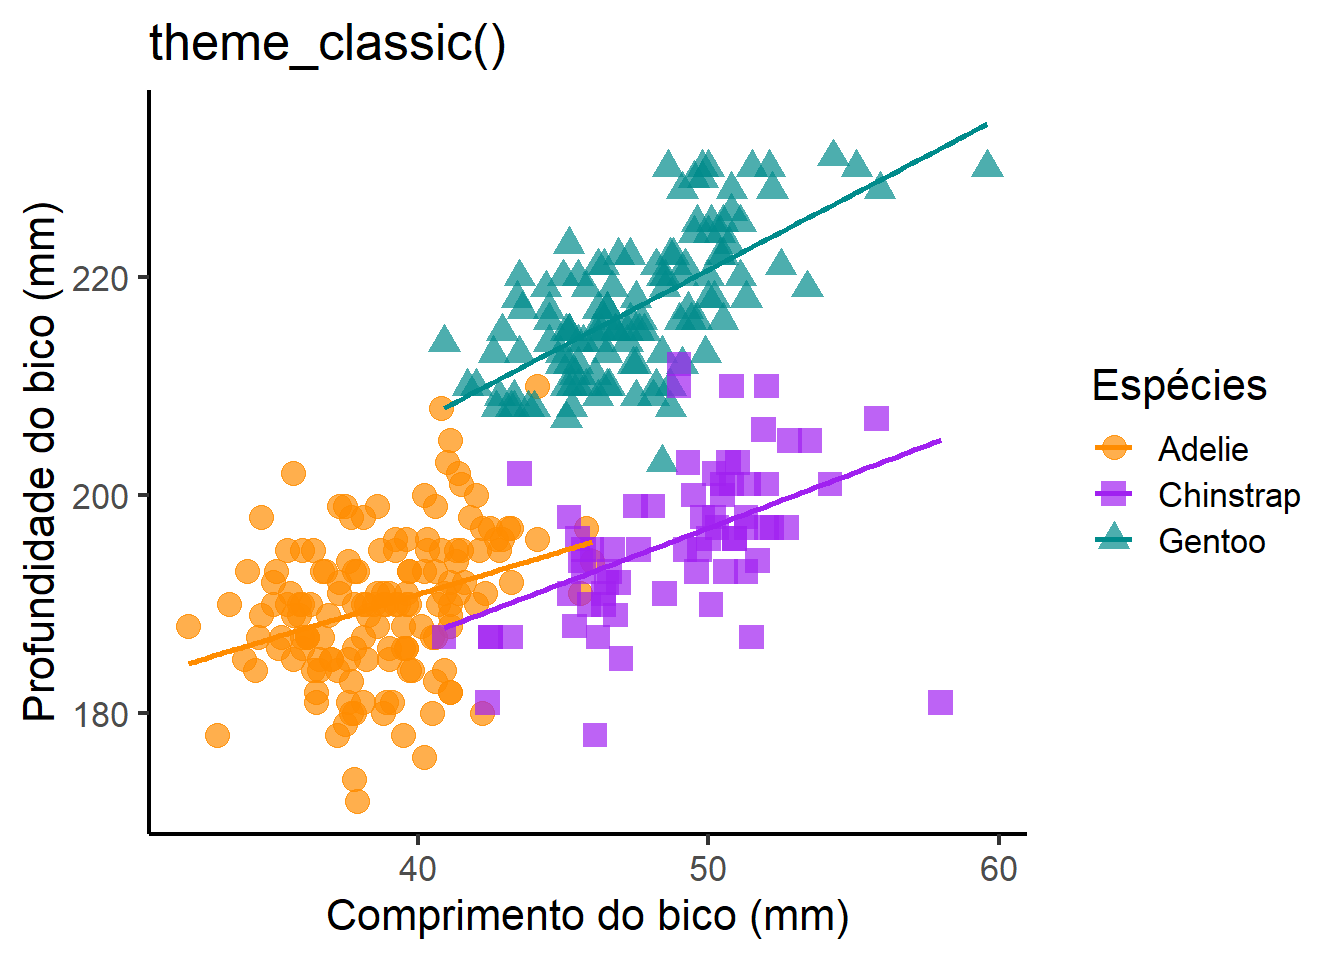 theme_classic()
Profundidade do bico (mm)
220
200
180
40 50 60
Comprimento do bico (mm)
Espécies
Adelie
Chinstrap
Gentoo